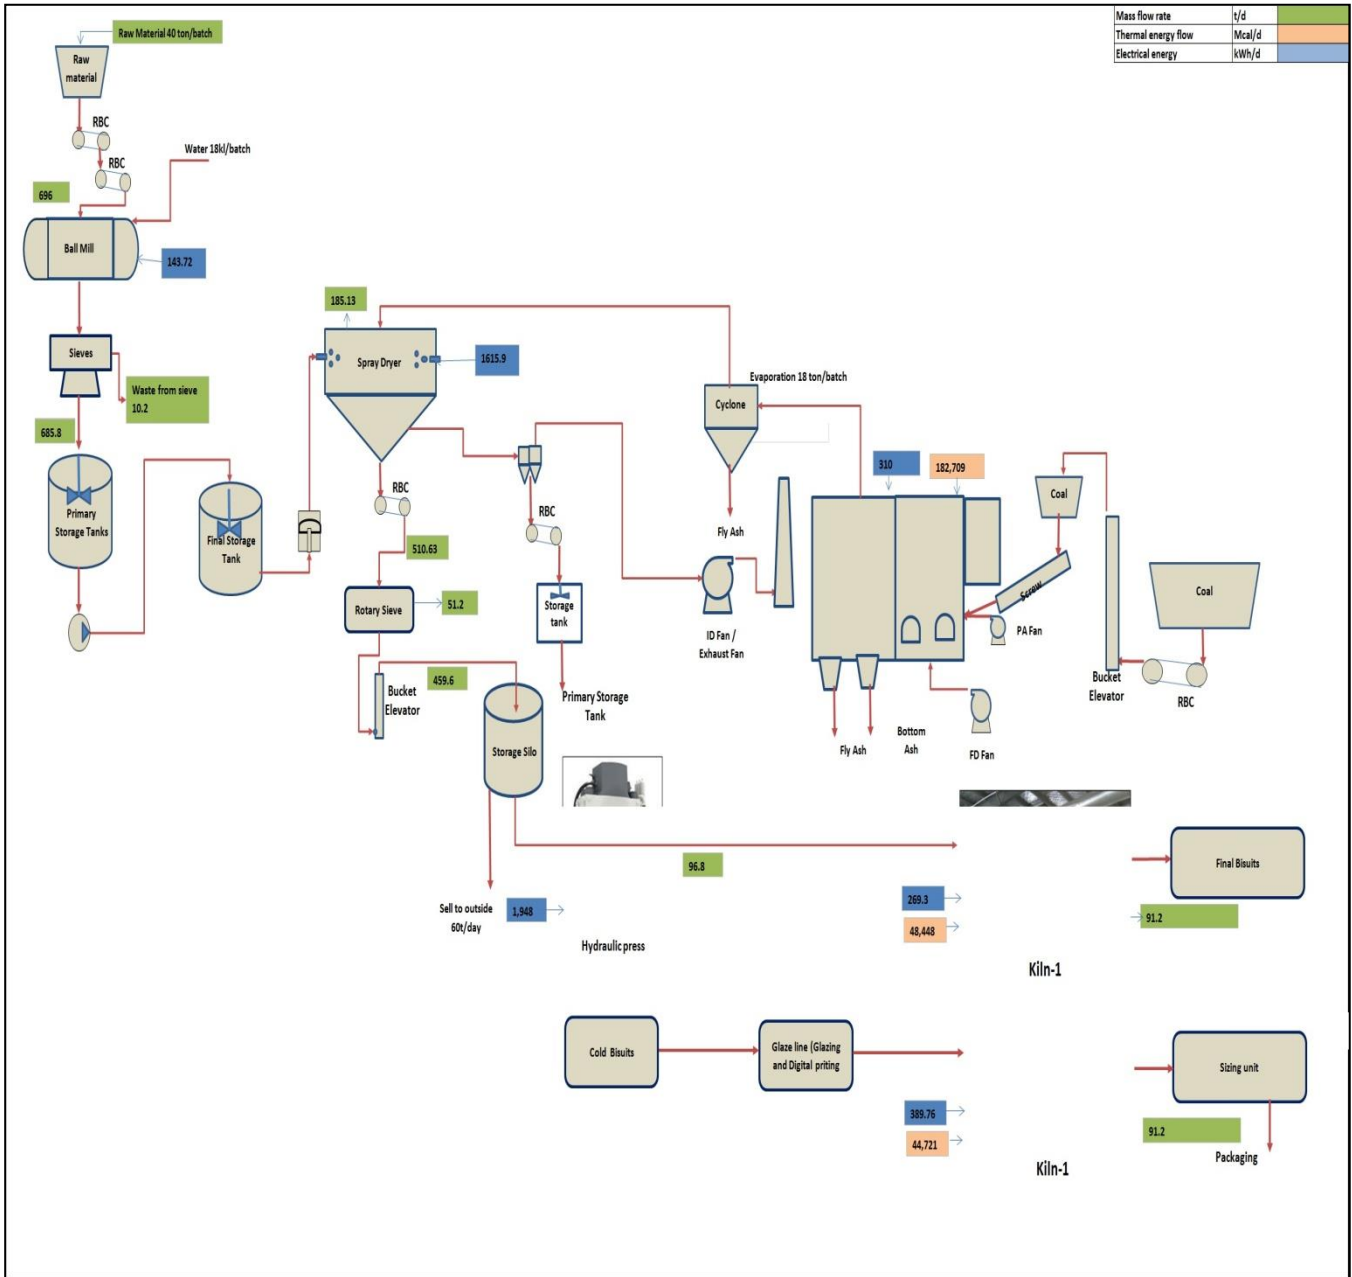 Mass flow rate t/d
Thermal energy flow Mcal/d
Electrical energy kWh/d
Raw Material 40 ton/batch
Raw
material
RBC
RBC
Water 18kl/batch
696
Ball Mill
143.72
Sieves
Waste from sieve
10.2
685.8
Primary
Storage Tanks
Final Storage
Tank
185.13
Spray Dryer
1615.9
RBC
510.63
Rotary Sieve
51.2
Bucket
Elevator
459.6
Storage Silo
RBC
Storage
tank
Primary Storage
Tank
Evaporation 18 ton/batch
Cyclone
Fly Ash
ID Fan /
Exhaust Fan
310
182,709
Fly Ash
Bottom
Ash
FD Fan
PA Fan
Screw
Coal
Bucket
Elevator
Coal
RBC
Sell to outside
60t/day
1,948
Hydraulic press
96.8
269.3
48,448
Kiln-1
Final Bisuits
91.2
Cold Bisuits
Glaze line (Glazing
and Digital priting
389.76
44,721
Kiln-1
Sizing unit
91.2
Packaging